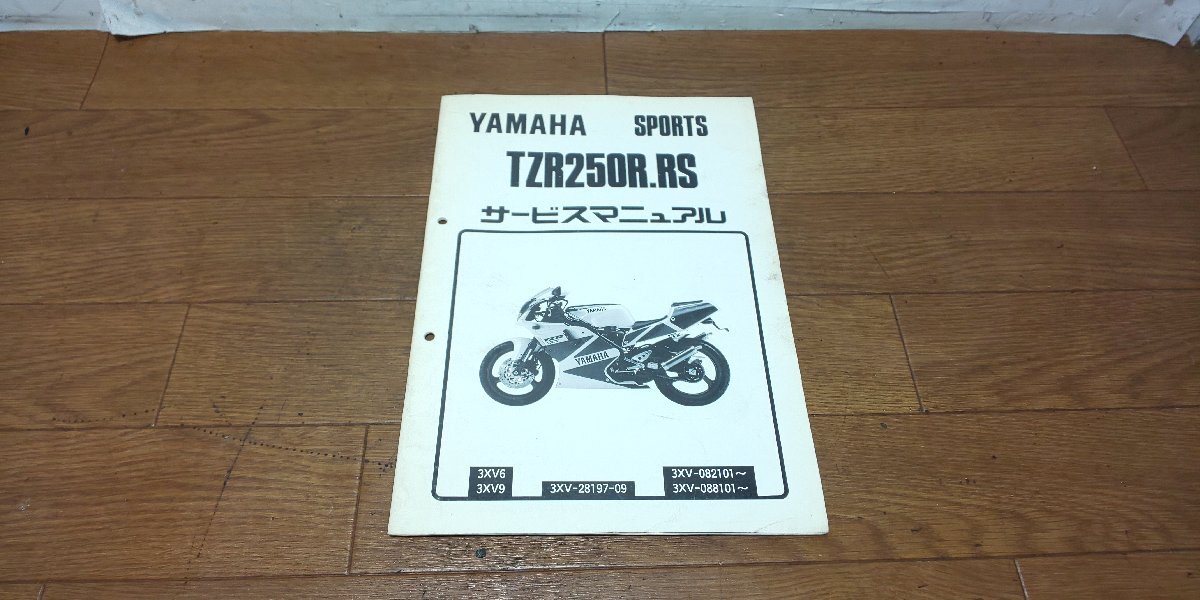 YAMAHA SPORTS
TZR250R.RS
サービスマニュアル
YAMAHA
YAMAHA
3XV6
3XV9
3XV-28197-09
3XV-082101～
3XV-088101～